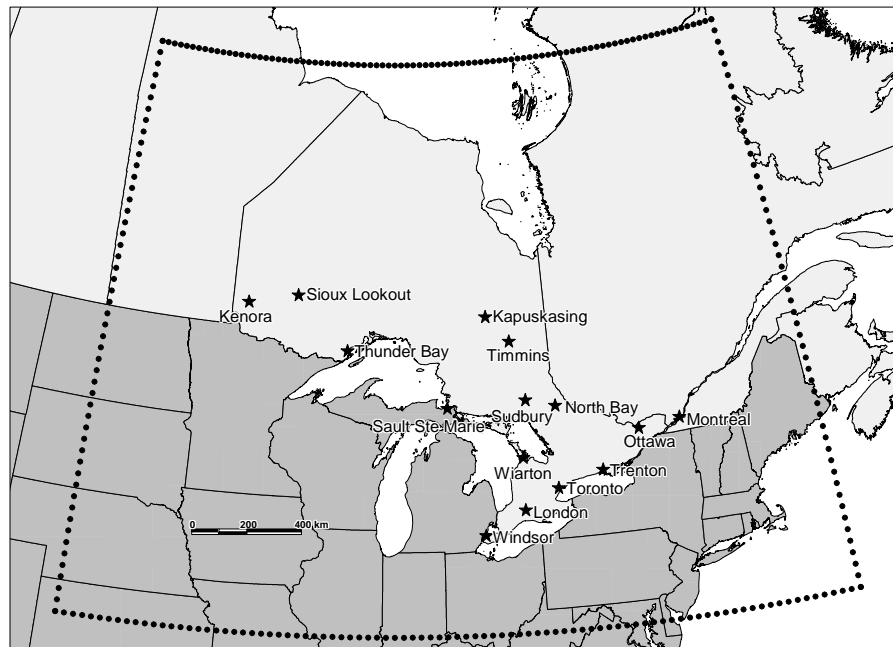 Sioux Lookout
Kenora
Kapuskasing
Thunder Bay
Timmins
North Bay
Sudbury
Montreal
Sault Ste Marie
Ottawa
Wiarton
Trenton
Toronto
London
0 200 400 km
Windsor